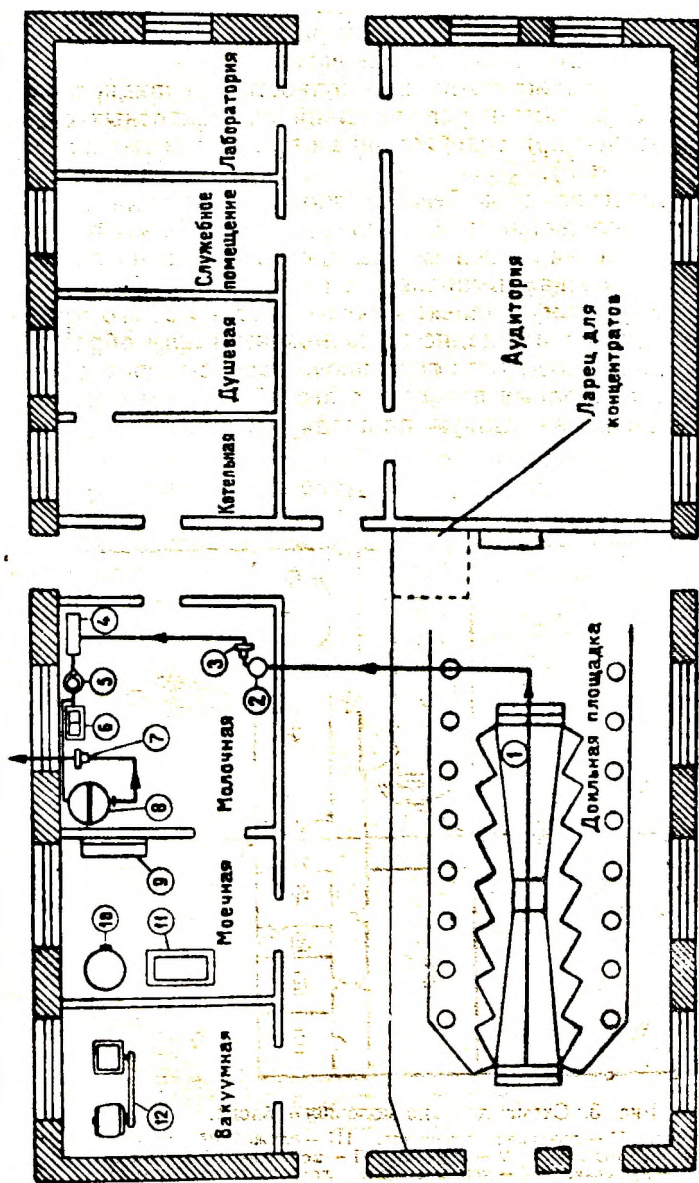 Лаборатория
Служебное
помещение
Душевая
Котельная
Аудитория
Ларец для
концентратов
4
5
6
7
8
3
2
Молочная
9
10
11
Моечная
12
Вакуумная
1
Доильная площадка